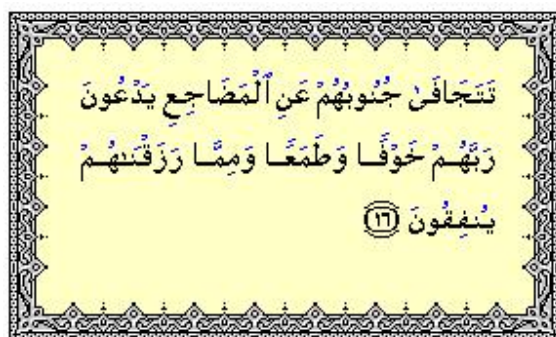 تَتَجَافَىٰ جُنُوبُهُمْ عَنِ ٱلْمَضَاجِعِ يَدْعُونَ
رَبَّهُمْ خَوْفًا وَطَمَعًا وَمِمَّا رَزَقْنَٰهُمْ
يُنفِقُونَ ١٦